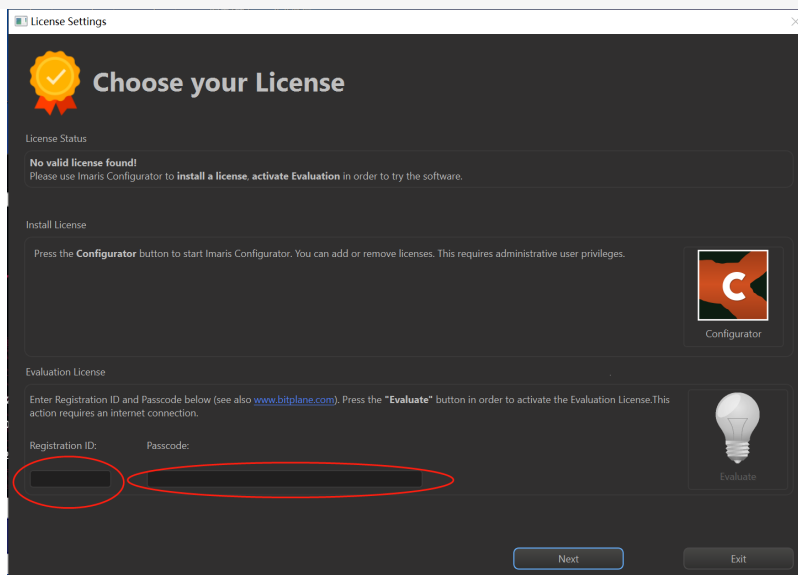 License Settings
Choose your License
License Status
No valid license found!
Please use Imaris Configurator to install a license, activate Evaluation in order to try the software.
Install License
Press the Configurator button to start Imaris Configurator. You can add or remove licenses. This requires administrative user privileges.
C
Configurator
Evaluation License
Enter Registration ID and Passcode below (see also www.bitplane.com). Press the "Evaluate" button in order to activate the Evaluation License.This
action requires an internet connection.
Registration ID:
Passcode:
Evaluate
Next
Exit